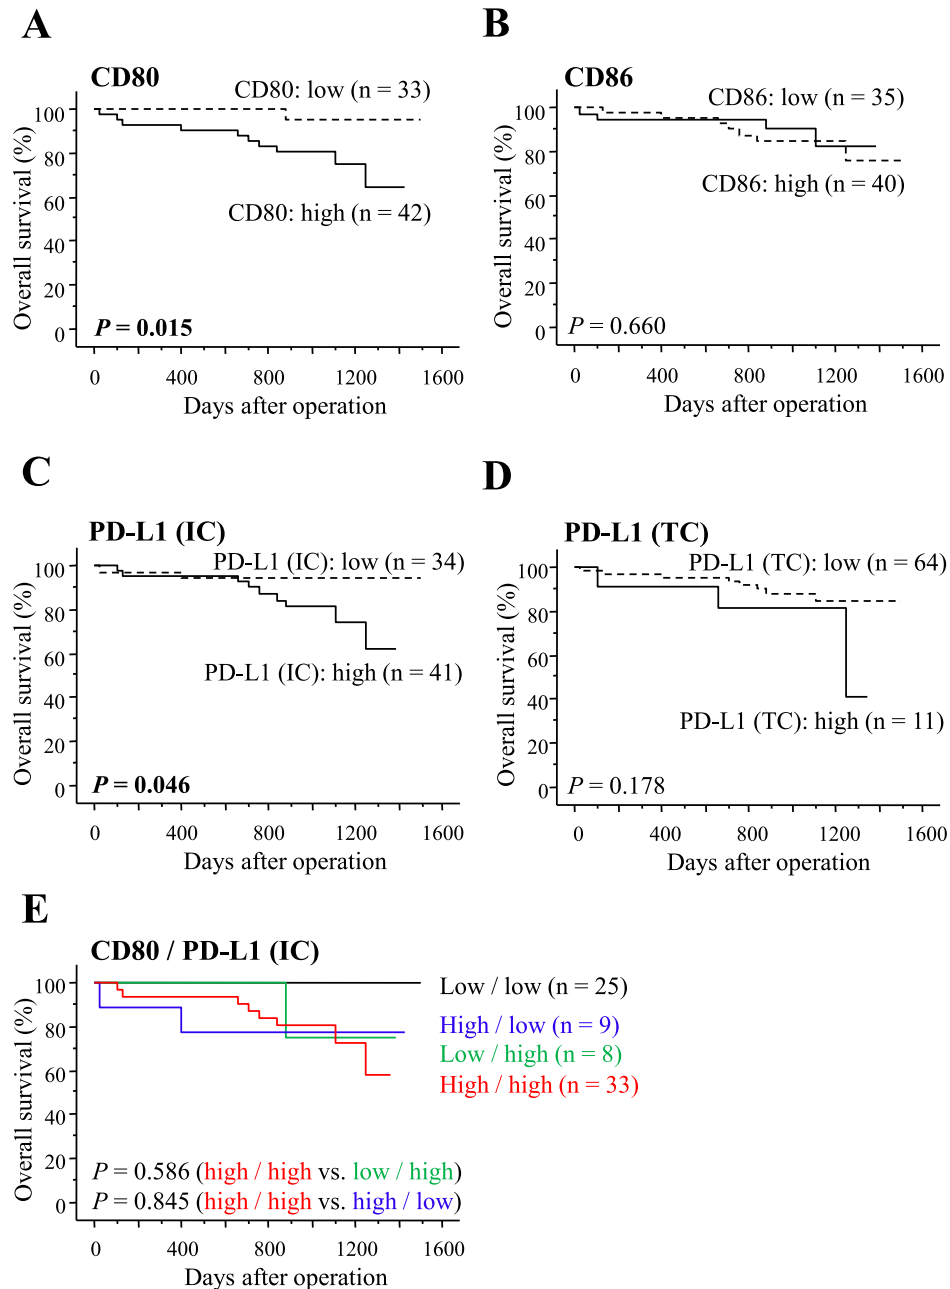 A
CD80
CD80: low (n = 33)
CD80: high (n = 42)
P = 0.015
Overall survival (%)
100
80
60
40
20
0
0 400 800 1200 1600
Days after operation
B
CD86
CD86: low (n = 35)
CD86: high (n = 40)
P = 0.660
Overall survival (%)
100
80
60
40
20
0
0 400 800 1200 1600
Days after operation
C
PD-L1 (IC)
PD-L1 (IC): low (n = 34)
PD-L1 (IC): high (n = 41)
P = 0.046
Overall survival (%)
100
80
60
40
20
0
0 400 800 1200 1600
Days after operation
D
PD-L1 (TC)
PD-L1 (TC): low (n = 64)
PD-L1 (TC): high (n = 11)
P = 0.178
Overall survival (%)
100
80
60
40
20
0
0 400 800 1200 1600
Days after operation
E
CD80 / PD-L1 (IC)
Low / low (n = 25)
High / low (n = 9)
Low / high (n = 8)
High / high (n = 33)
P = 0.586 (high / high vs. low / high)
P = 0.845 (high / high vs. high / low)
Overall survival (%)
100
80
60
40
20
0
0 400 800 1200 1600
Days after operation